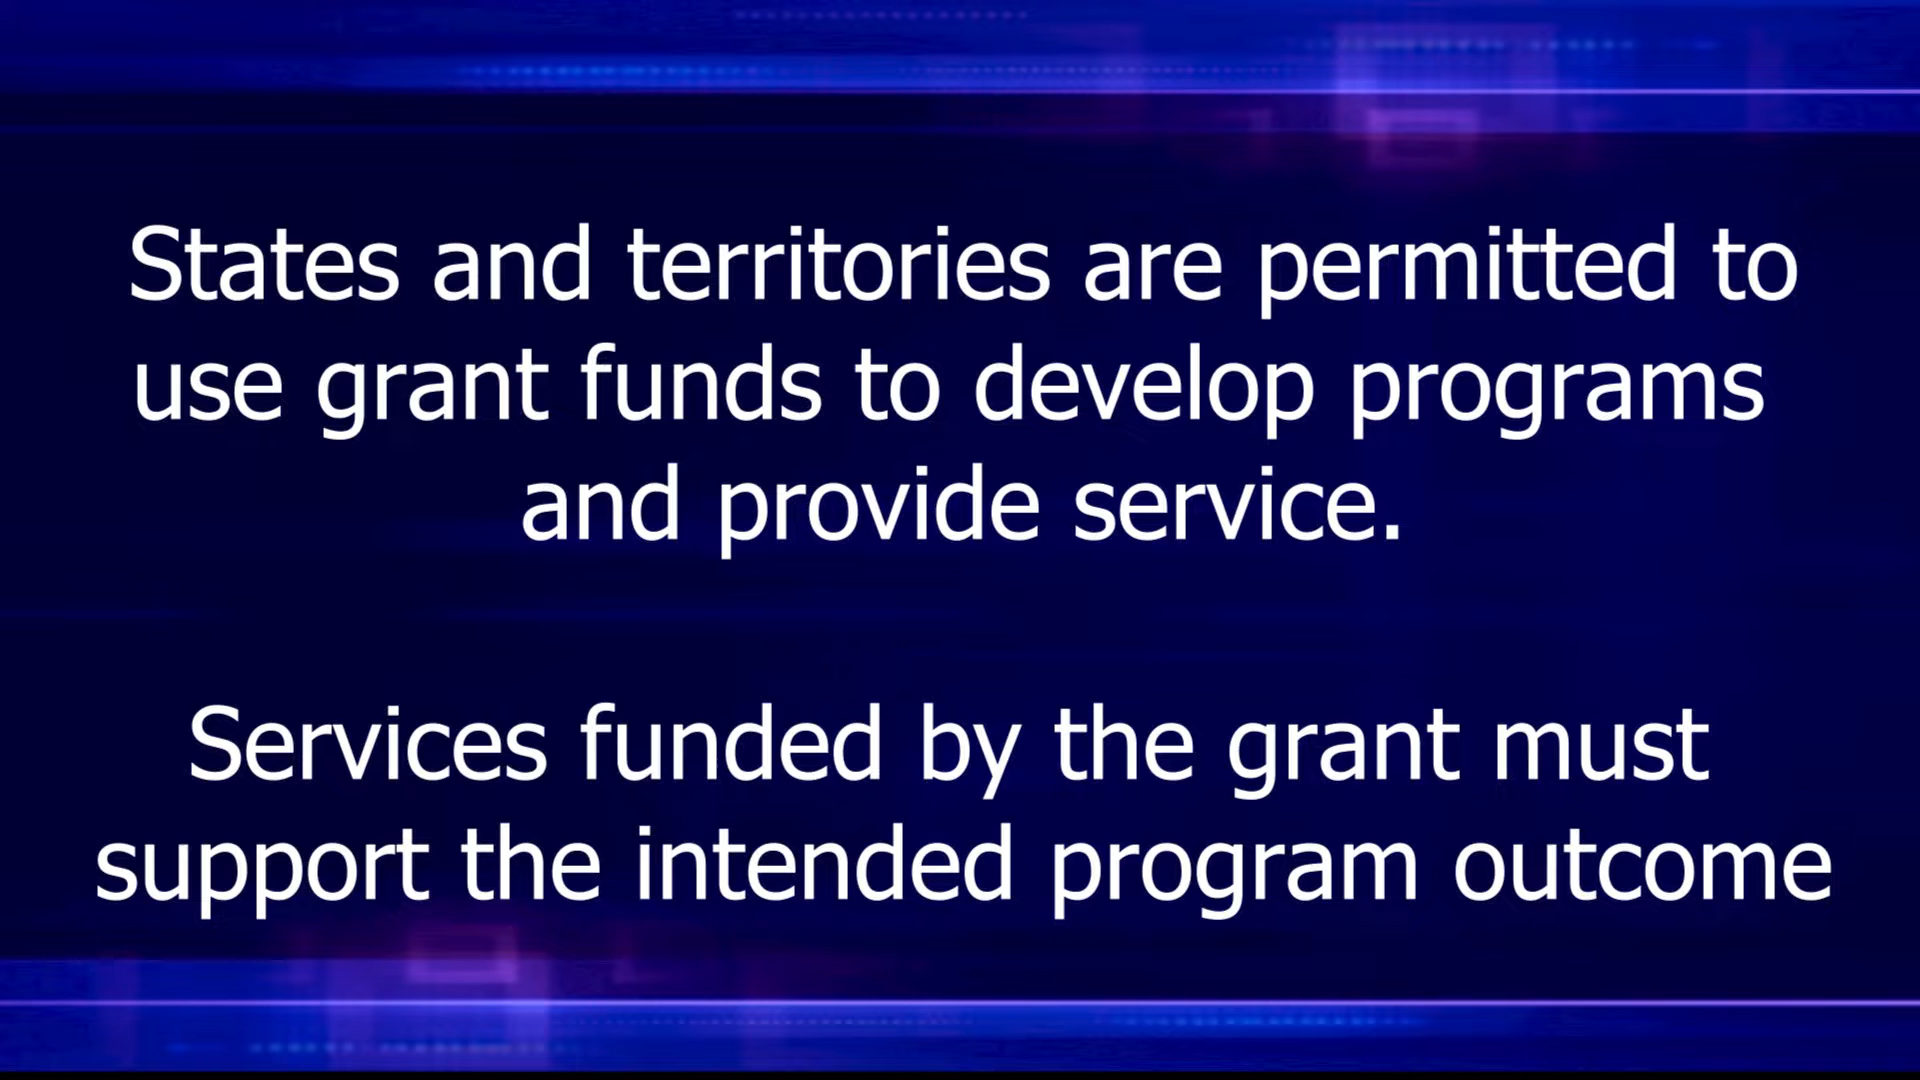 States and territories are permitted to
use grant funds to develop programs
and provide service.
Services funded by the grant must
support the intended program outcome